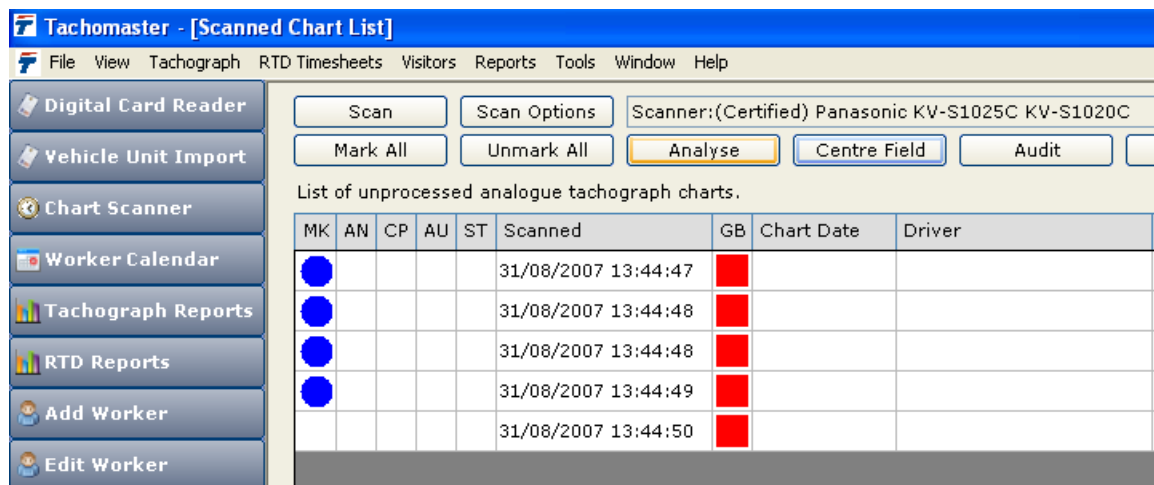 Tachomaster - [Scanned Chart List]
File View Tachograph RTD Timesheets Visitors Reports Tools Window Help
Digital Card Reader
Vehicle Unit Import
Chart Scanner
Worker Calendar
Tachograph Reports
RTD Reports
Add Worker
Edit Worker
Scan Scan Options Scanner:(Certified) Panasonic KV-S1025C KV-S1020C
Mark All Unmark All Analyse Centre Field Audit
List of unprocessed analogue tachograph charts.
MK AN CP AU ST Scanned GB Chart Date Driver
31/08/2007 13:44:47
31/08/2007 13:44:48
31/08/2007 13:44:48
31/08/2007 13:44:49
31/08/2007 13:44:50